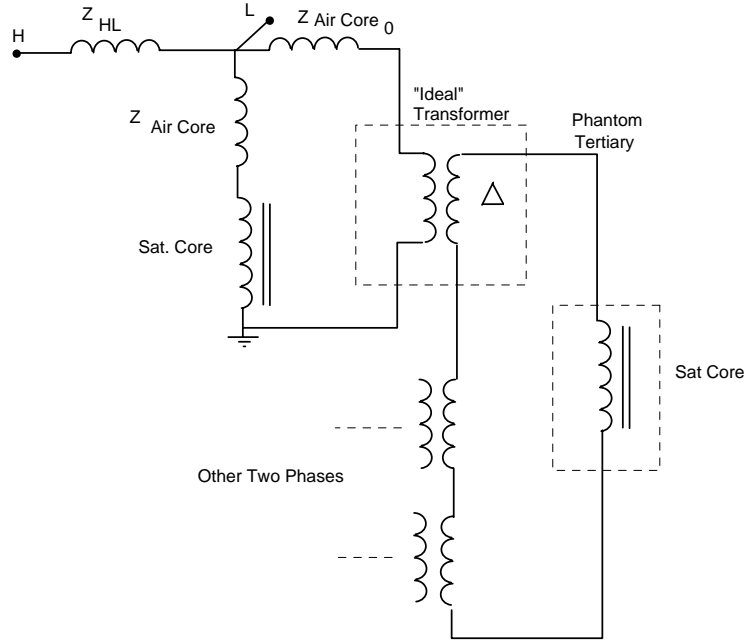 H
Z HL
L
Z Air Core 0
Z Air Core
Sat. Core
"Ideal"
Transformer
Phantom
Tertiary
Δ
Sat Core
Other Two Phases